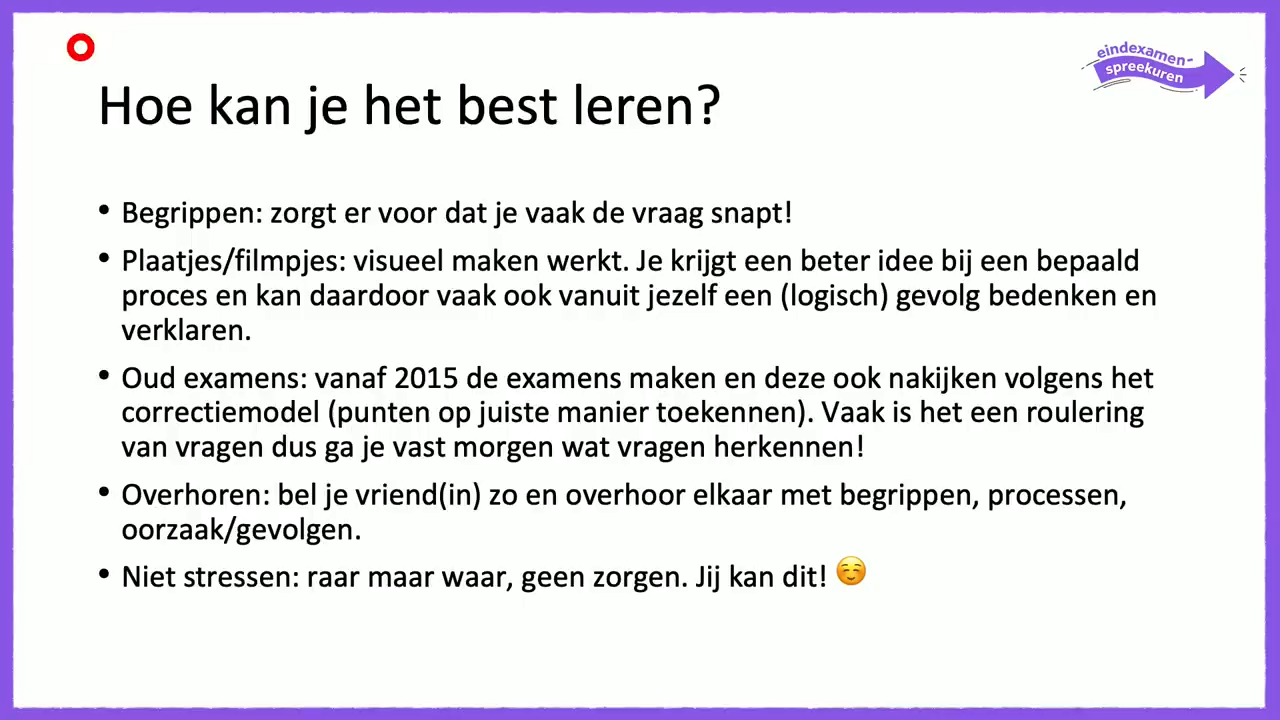 eindexamen-
spreekuren
Hoe kan je het best leren?
• Begrippen: zorgt er voor dat je vaak de vraag snapt!
• Plaatjes/filmpjes: visueel maken werkt. Je krijgt een beter idee bij een bepaald
proces en kan daardoor vaak ook vanuit jezelf een (logisch) gevolg bedenken en
verklaren.
• Oud examens: vanaf 2015 de examens maken en deze ook nakijken volgens het
correctiemodel (punten op juiste manier toekennen). Vaak is het een roulering
van vragen dus ga je vast morgen wat vragen herkennen!
• Overhoren: bel je vriend(in) zo en overhoor elkaar met begrippen, processen,
oorzaak/gevolgen.
• Niet stressen: raar maar waar, geen zorgen. Jij kan dit! ☺️